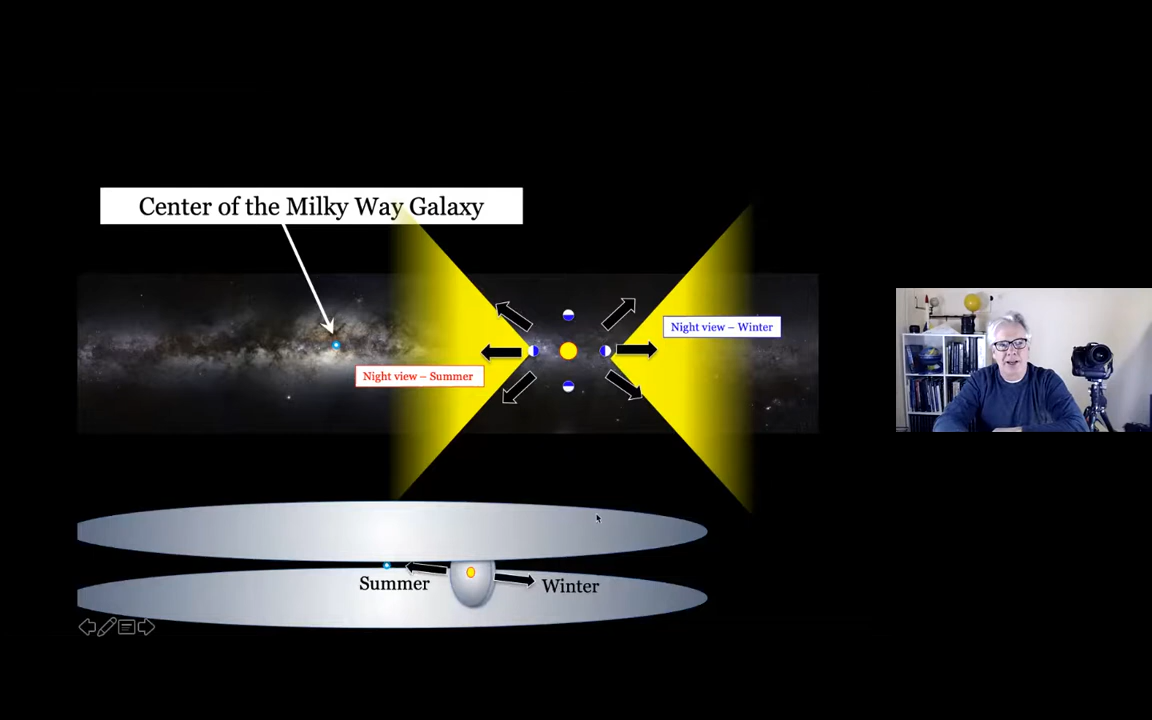 Center of the Milky Way Galaxy
Night view – Winter
Night view – Summer
Summer
Winter